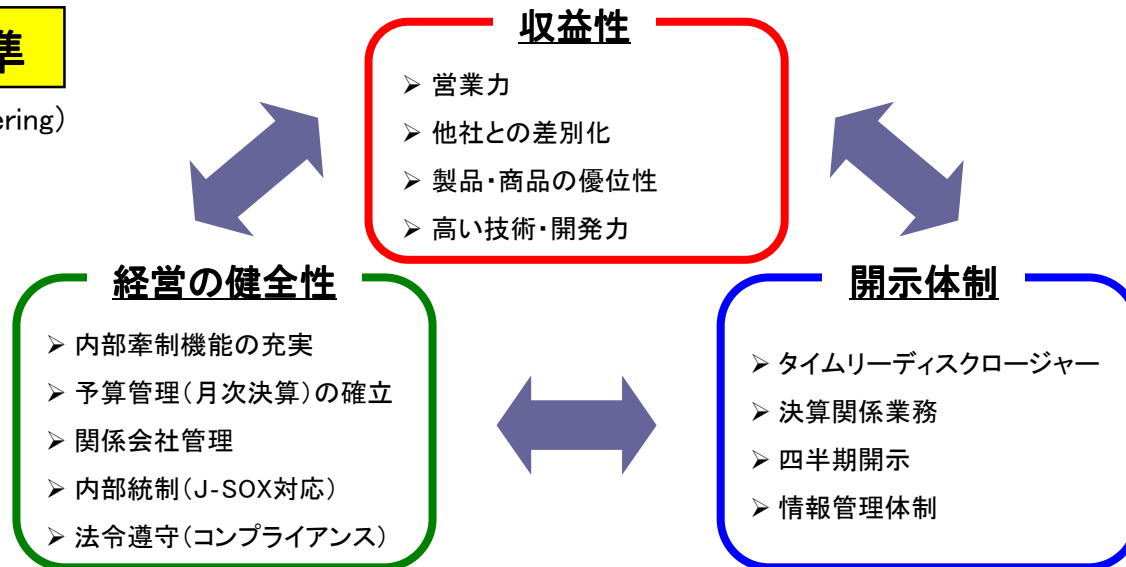 準
ering)
収益性
➢ 営業力
➢ 他社との差別化
➢ 製品・商品の優位性
➢ 高い技術・開発力
経営の健全性
➢ 内部牽制機能の充実
➢ 予算管理(月次決算)の確立
➢ 関係会社管理
➢ 内部統制(J-SOX対応)
➢ 法令遵守(コンプライアンス)
開示体制
➢ タイムリーディスクロージャー
➢ 決算関係業務
➢ 四半期開示
➢ 情報管理体制